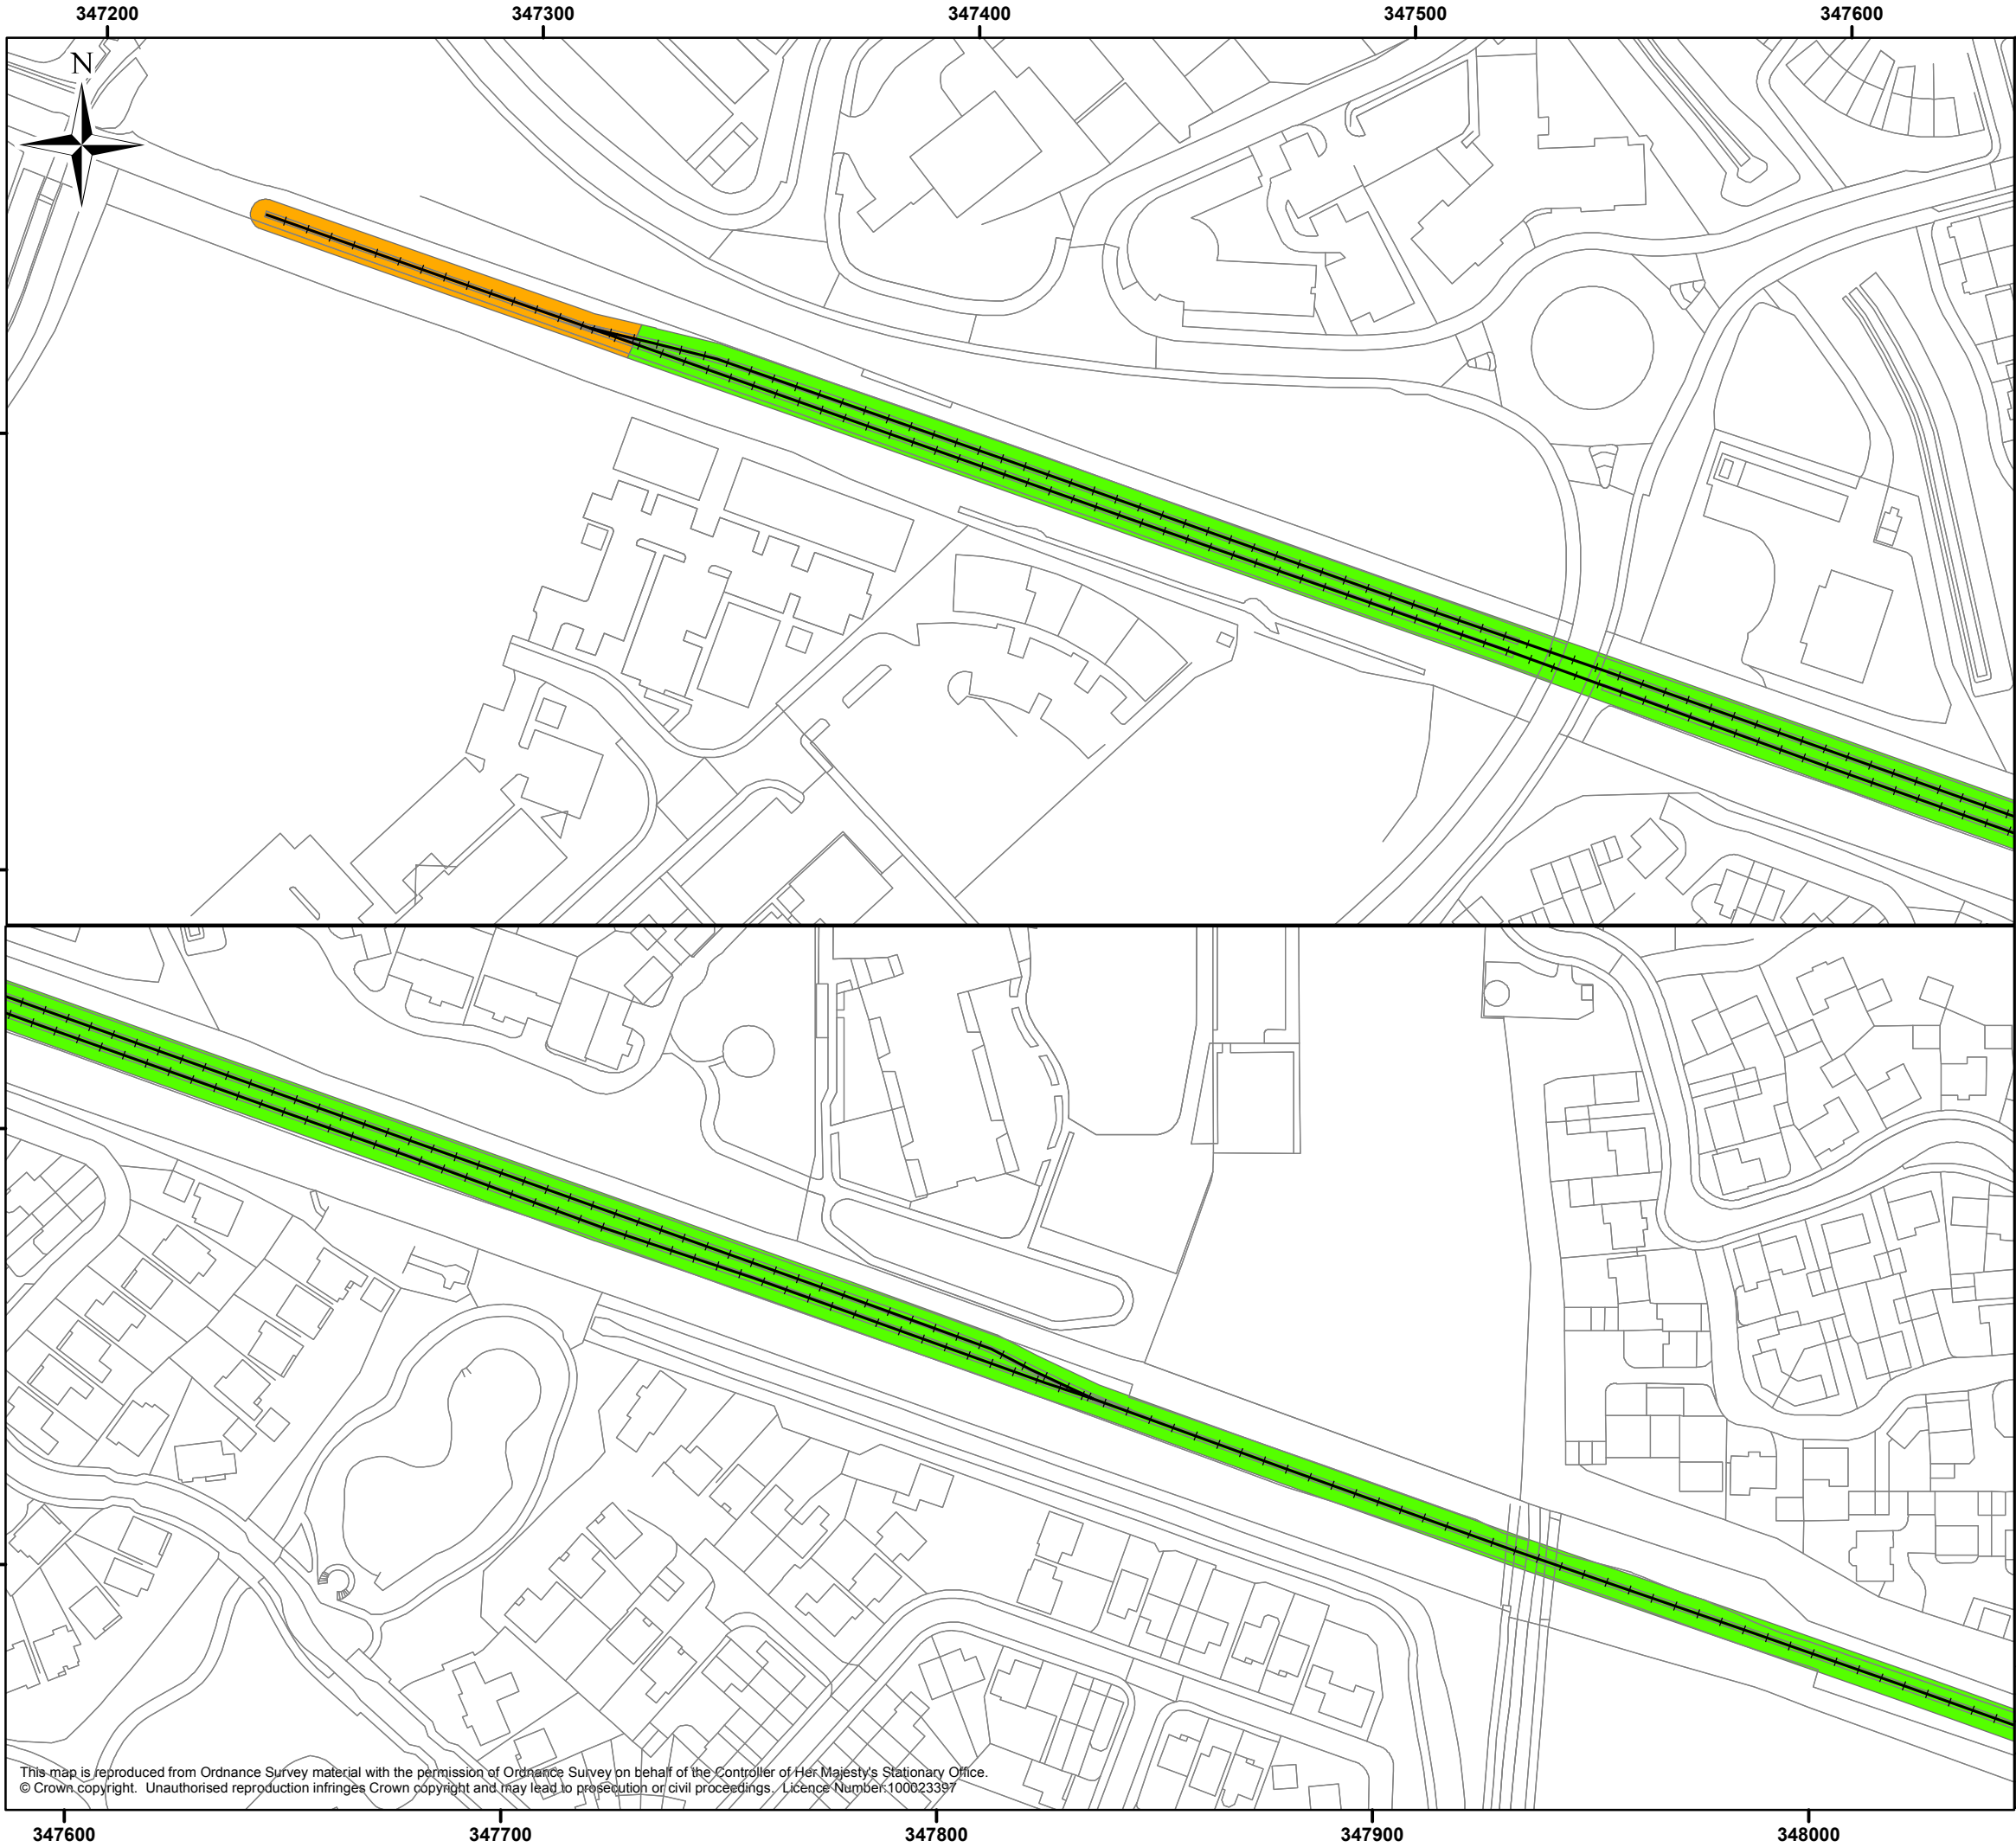 347200 347300 347400 347500 347600
N
This map is reproduced from Ordnance Survey material with the permission of Ordnance Survey on behalf of the Controller of Her Majesty's Stationary Office.
© Crown copyright. Unauthorised reproduction infringes Crown copyright and may lead to prosecution or civil proceedings. Licence Number:100023397
347600 347700 347800 347900 348000